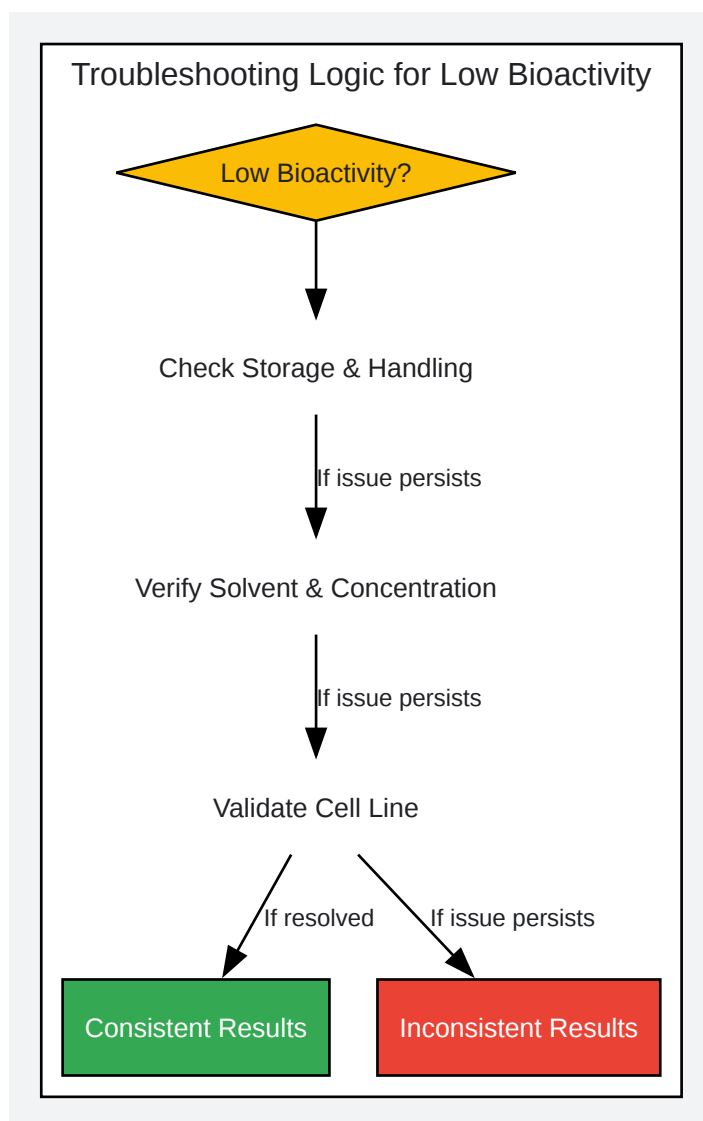 Troubleshooting Logic for Low Bioactivity
Low Bioactivity?
Check Storage & Handling
If issue persists
Verify Solvent & Concentration
If issue persists
Validate Cell Line
If resolved
If issue persists
Consistent Results
Inconsistent Results